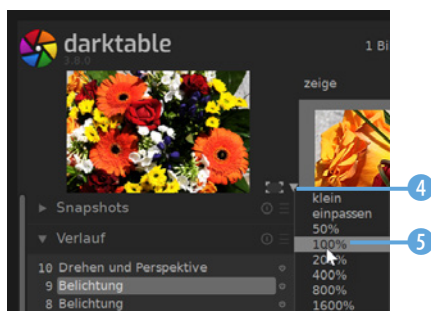 darktable
3.8.0
1 Bi
zeige
4
klein
einpassen
50%
5
100%
200%
400%
800%
1600%
Snapshots
Verlauf
10 Drehen und Perspektive
9 Belichtung
8 Belichtung